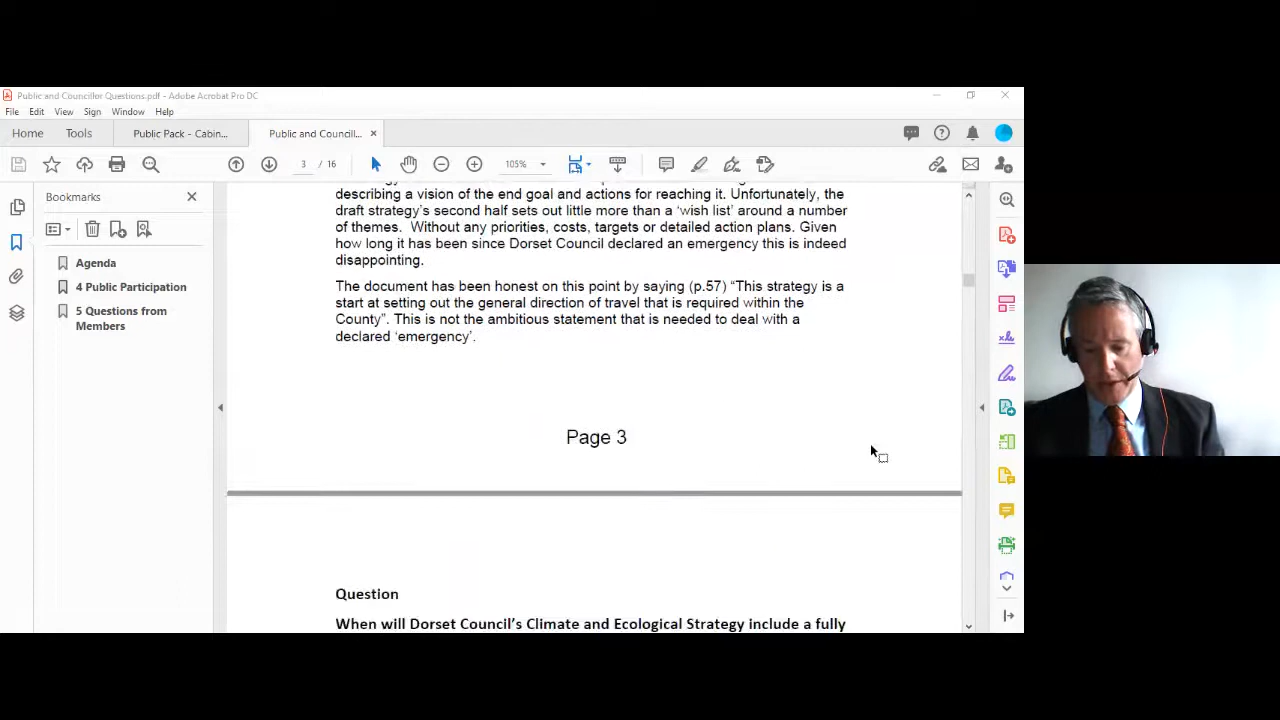 Public and Councillor Questions.pdf - Adobe Acrobat Pro DC
File Edit View Sign Window Help
Home Tools Public Pack - Cabin... Public and Councill... ×
3 / 16 105%
Bookmarks
Agenda
4 Public Participation
5 Questions from
Members
describing a vision of the end goal and actions for reaching it. Unfortunately, the
draft strategy's second half sets out little more than a 'wish list' around a number
of themes. Without any priorities, costs, targets or detailed action plans. Given
how long it has been since Dorset Council declared an emergency this is indeed
disappointing.
The document has been honest on this point by saying (p.57) “This strategy is a
start at setting out the general direction of travel that is required within the
County”. This is not the ambitious statement that is needed to deal with a
declared ‘emergency’.
Page 3
Question
When will Dorset Council’s Climate and Ecological Strategy include a fully